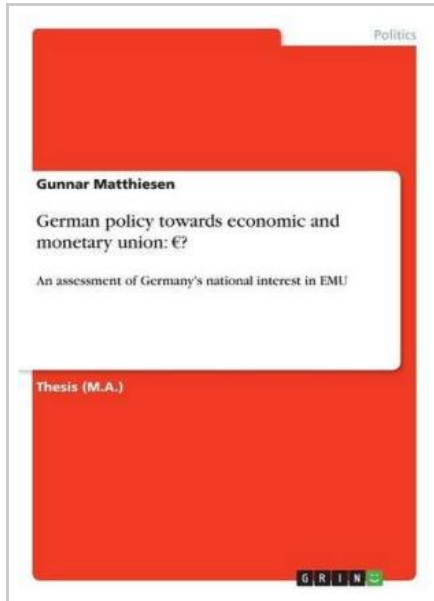 Politics
Gunnar Matthiesen
German policy towards economic and
monetary union: €?
An assessment of Germany's national interest in EMU
Thesis (M.A.)
GRIN